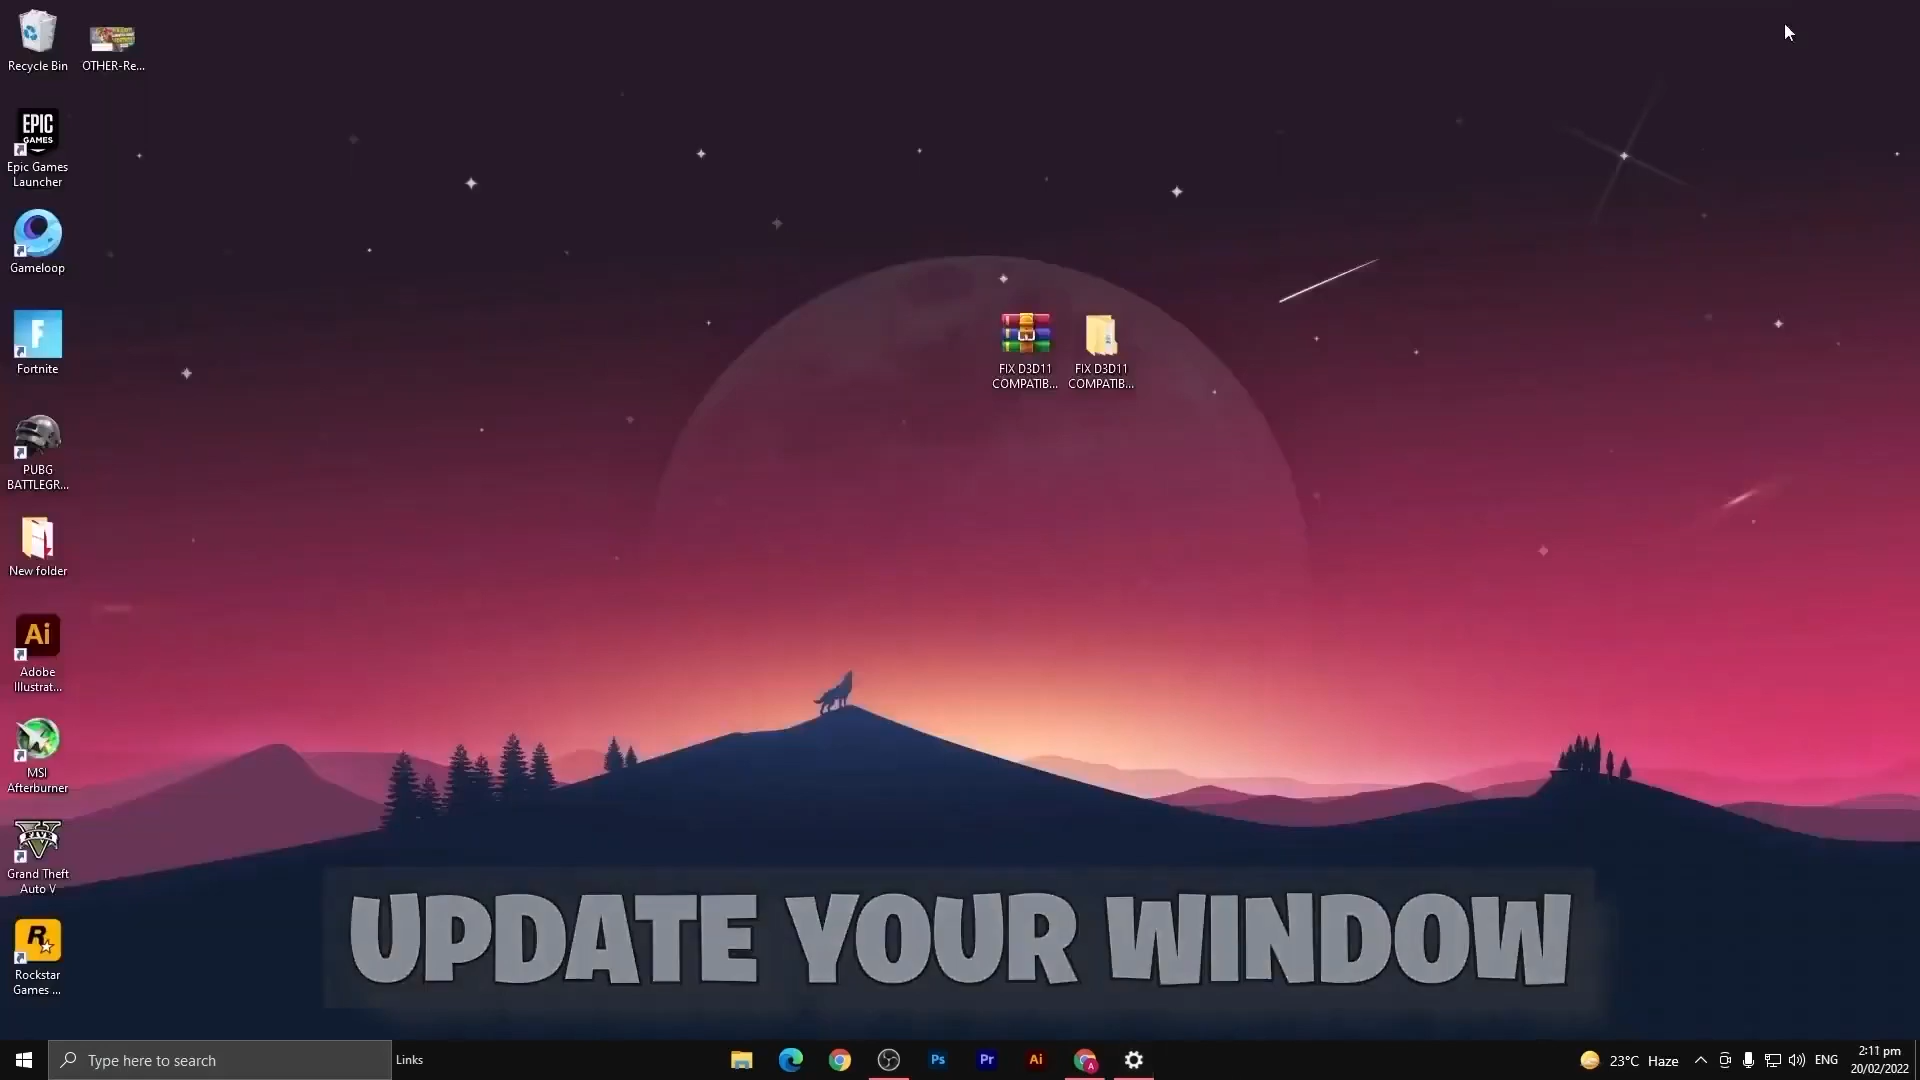 Recycle Bin
OTHER-Re...
EPIC
GAMES
Epic Games
Launcher
Gameloop
F
Fortnite
PUBG
BATTLEGR...
New folder
Ai
Adobe
Illustrat...
MSI
Afterburner
V
FIVE
Grand Theft
Auto V
R
Rockstar
Games ...
FIX D3D11
COMPATIB...
FIX D3D11
COMPATIB...
UPDATE YOUR WINDOW
Type here to search
Links
Ps
Pr
Ai
A
23°C Haze
ENG
2:11 pm
20/02/2022